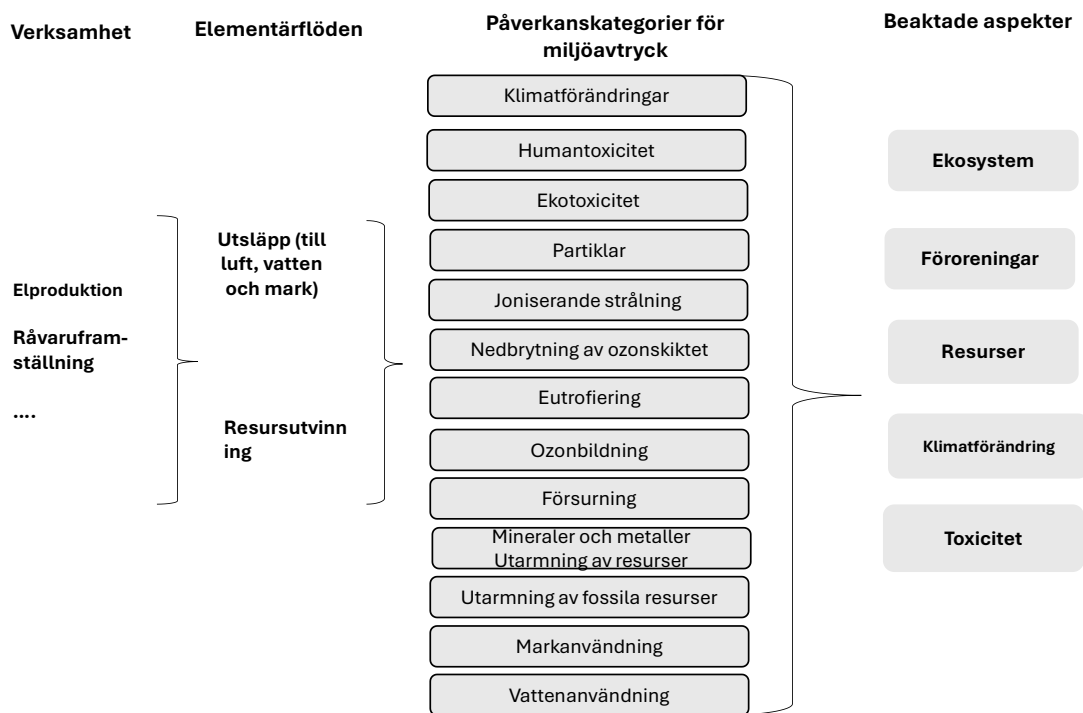 Verksamhet
Elementärflöden
Påverkanskategorier för
miljöavtryck
Beaktade aspekter
Elproduktion
Råvarufram-
ställning
....
Utsläpp (till
luft, vatten
och mark)
Resursutvinn
ing
Klimatförändringar
Humantoxicitet
Ekotoxicitet
Partiklar
Joniserande strålning
Nedbrytning av ozonskiktet
Eutrofiering
Ozonbildning
Försurning
Mineraler och metaller
Utarmning av resurser
Utarmning av fossila resurser
Markanvändning
Vattenanvändning
Ekosystem
Föroreningar
Resurser
Klimatförändring
Toxicitet